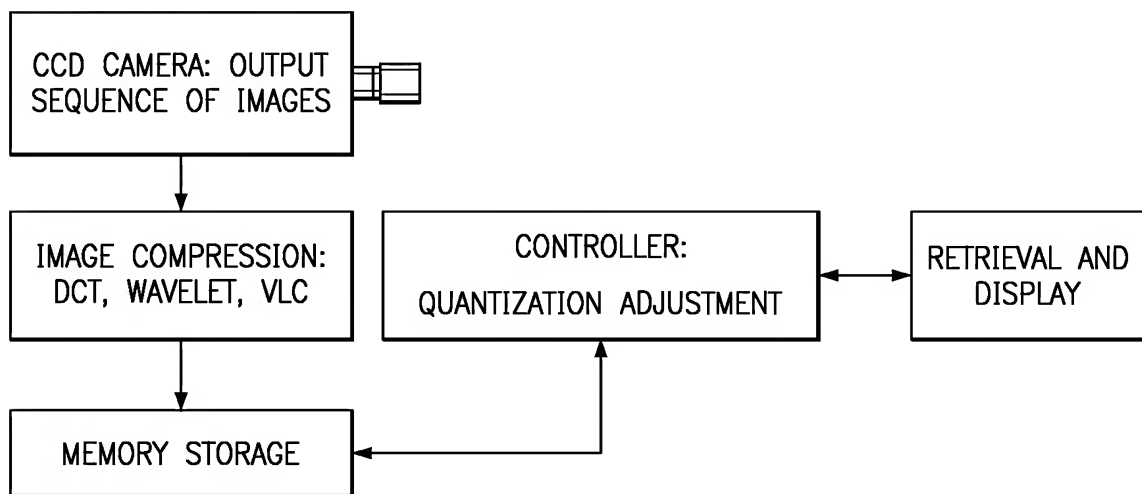 CCD CAMERA: OUTPUT
SEQUENCE OF IMAGES
IMAGE COMPRESSION:
DCT, WAVELET, VLC
CONTROLLER:
QUANTIZATION ADJUSTMENT
RETRIEVAL AND
DISPLAY
MEMORY STORAGE